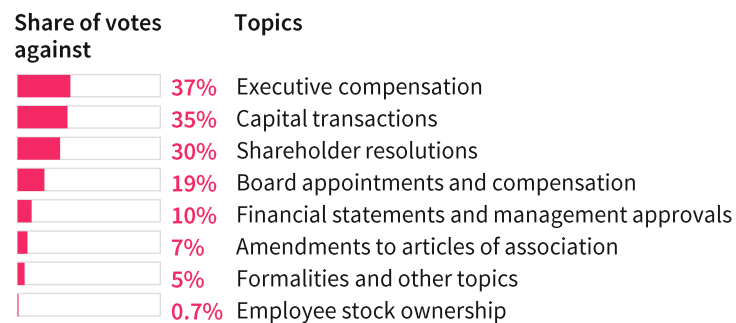 Share of votes against Topics
37% Executive compensation
35% Capital transactions
30% Shareholder resolutions
19% Board appointments and compensation
10% Financial statements and management approvals
7% Amendments to articles of association
5% Formalities and other topics
0.7% Employee stock ownership